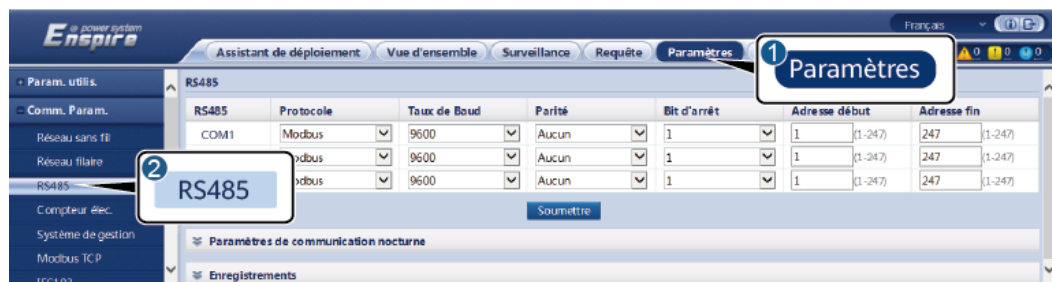 e power system
Enspire
Français
Assistant de déploiement Vue d'ensemble Surveillance Requête Paramètres
1 Paramètres
0 0 0
Param. utilis.
Comm. Param.
Réseau sans fil
Réseau filaire
RS485
Compteur élec.
Système de gestion
Modbus TCP
2 RS485
RS485
RS485 Protocole Taux de Baud Parité Bit d'arrêt Adresse début Adresse fin
COM1 Modbus 9600 Aucun 1 1 (1-247) 247 (1-247)
odbus 9600 Aucun 1 1 (1-247) 247 (1-247)
odbus 9600 Aucun 1 1 (1-247) 247 (1-247)
Soumettre
Paramètres de communication nocturne
Enregistrements